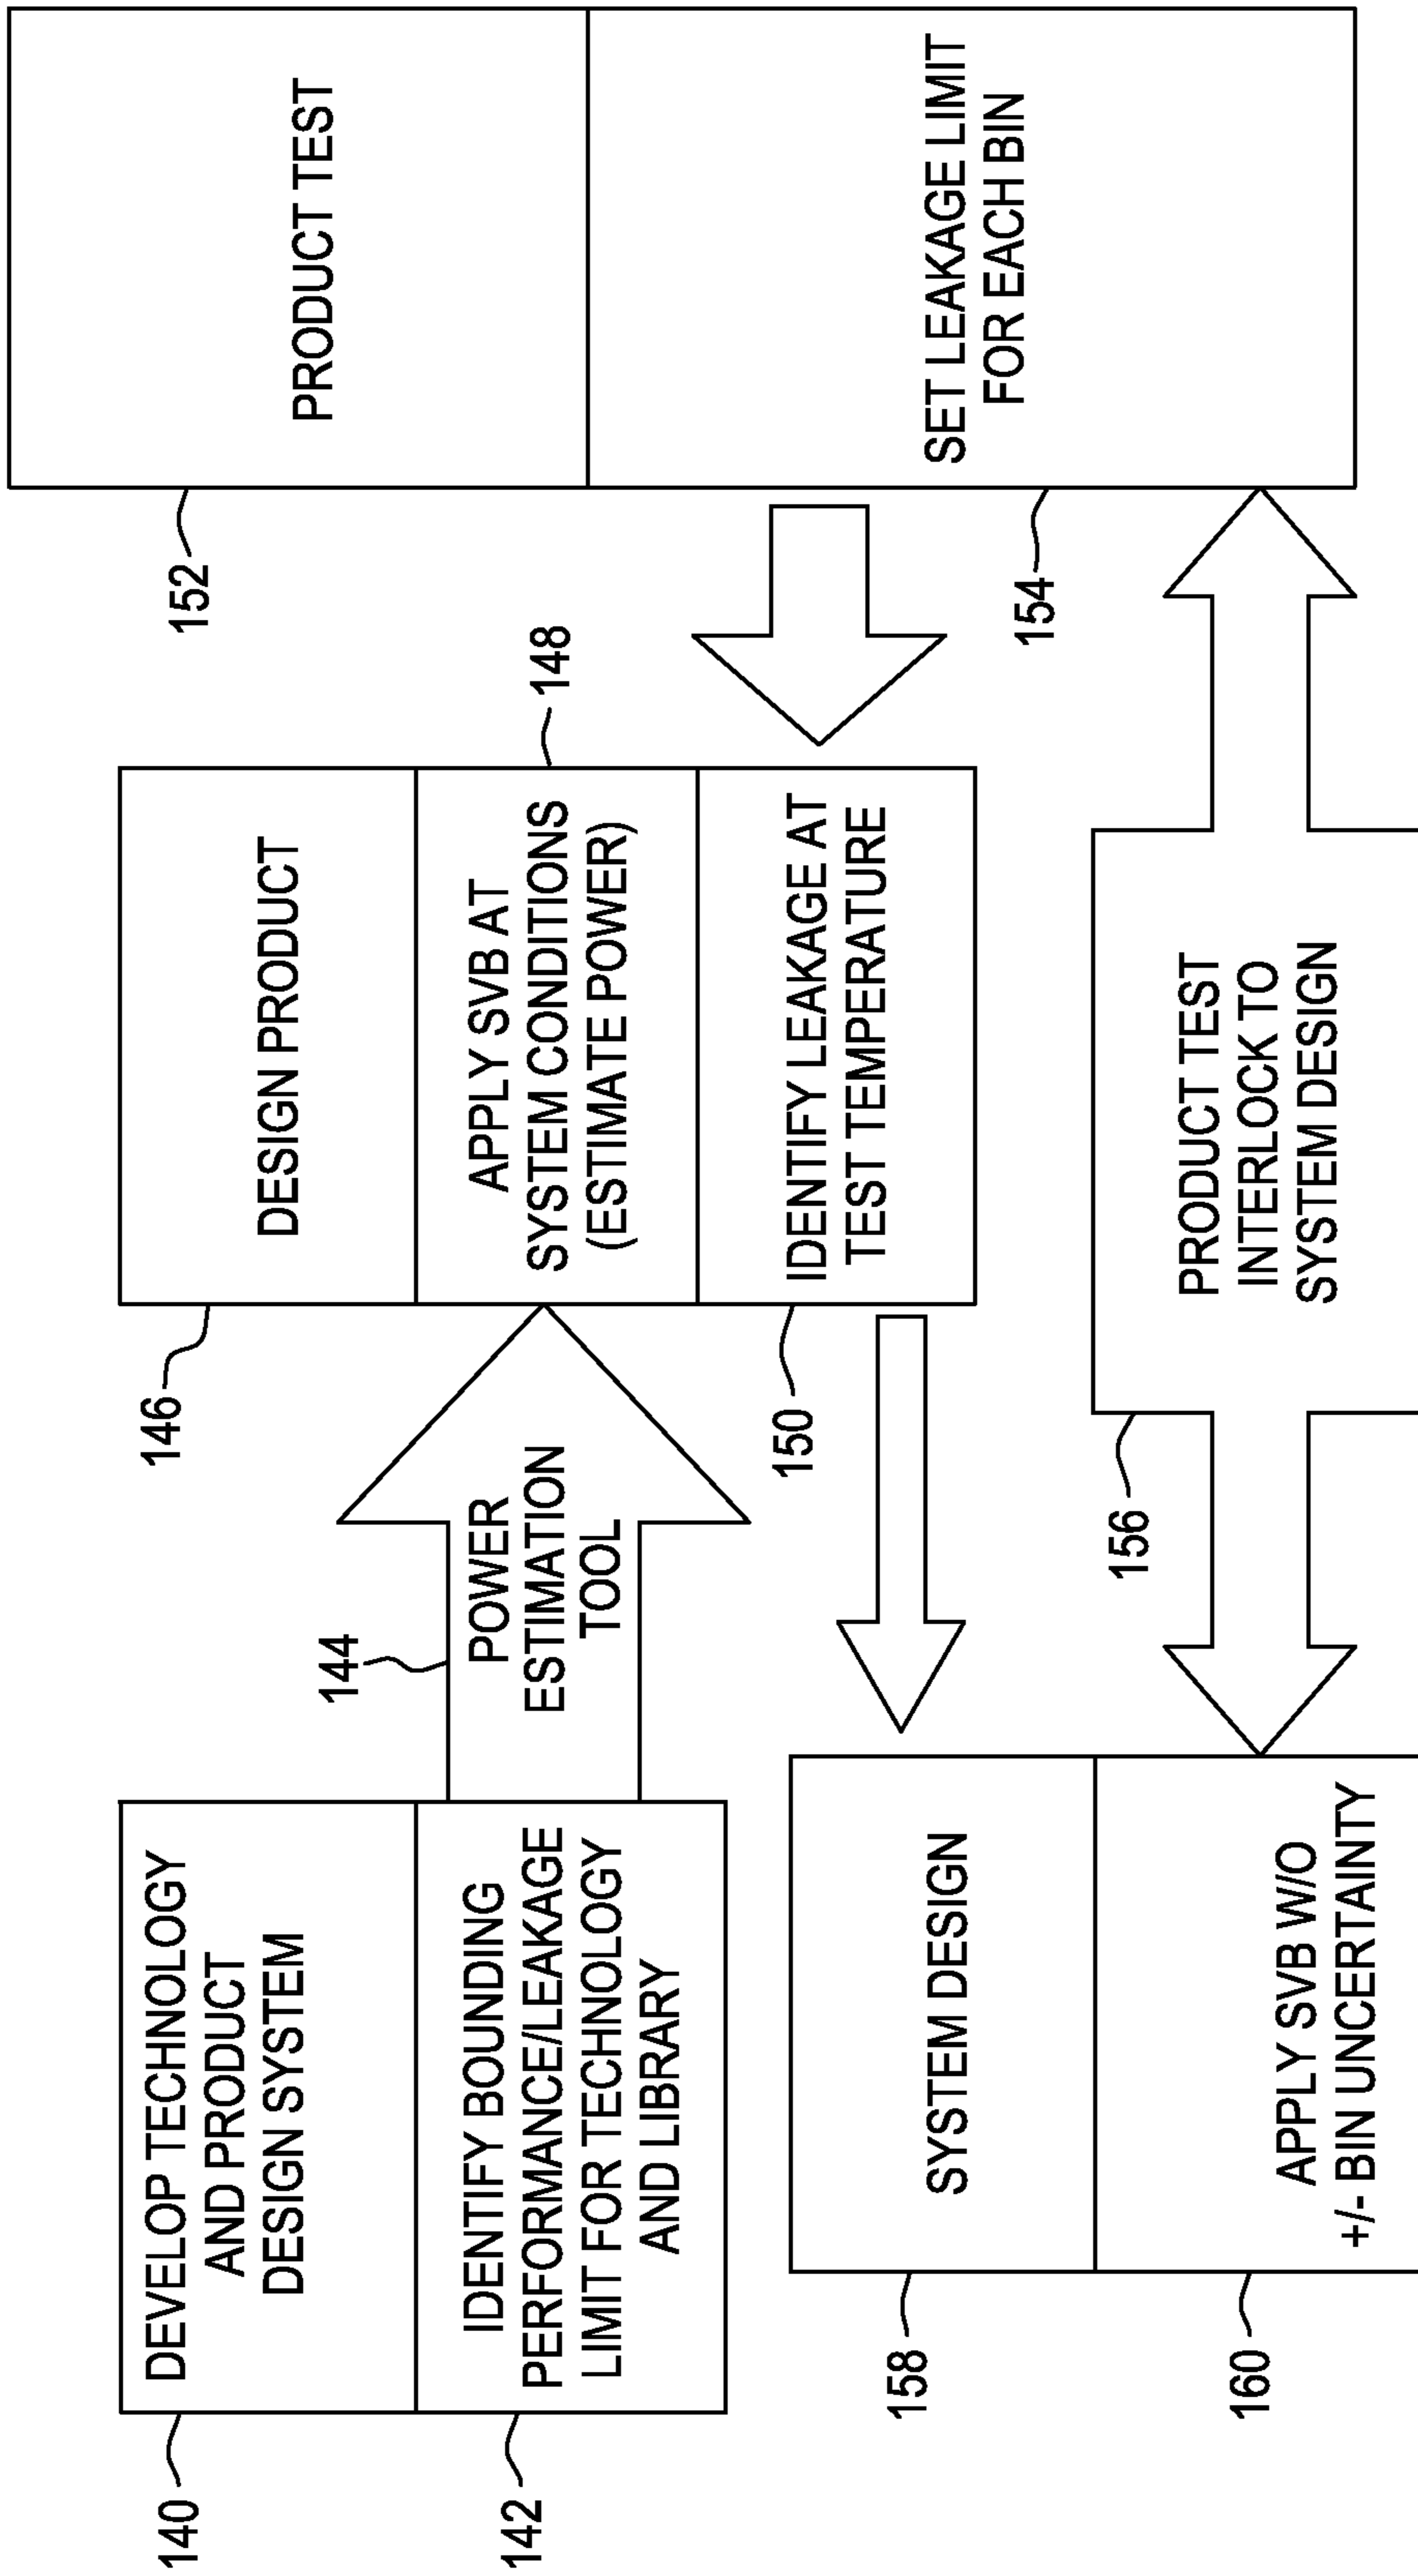 140
DEVELOP TECHNOLOGY
AND PRODUCT
DESIGN SYSTEM
142
IDENTIFY BOUNDING
PERFORMANCE/LEAKAGE
LIMIT FOR TECHNOLOGY
AND LIBRARY
144
POWER
ESTIMATION
TOOL
146
DESIGN PRODUCT
148
APPLY SVB AT
SYSTEM CONDITIONS
(ESTIMATE POWER)
150
IDENTIFY LEAKAGE AT
TEST TEMPERATURE
152
PRODUCT TEST
154
SET LEAKAGE LIMIT
FOR EACH BIN
156
PRODUCT TEST
INTERLOCK TO
SYSTEM DESIGN
158
SYSTEM DESIGN
160
APPLY SVB W/O
+/- BIN UNCERTAINTY